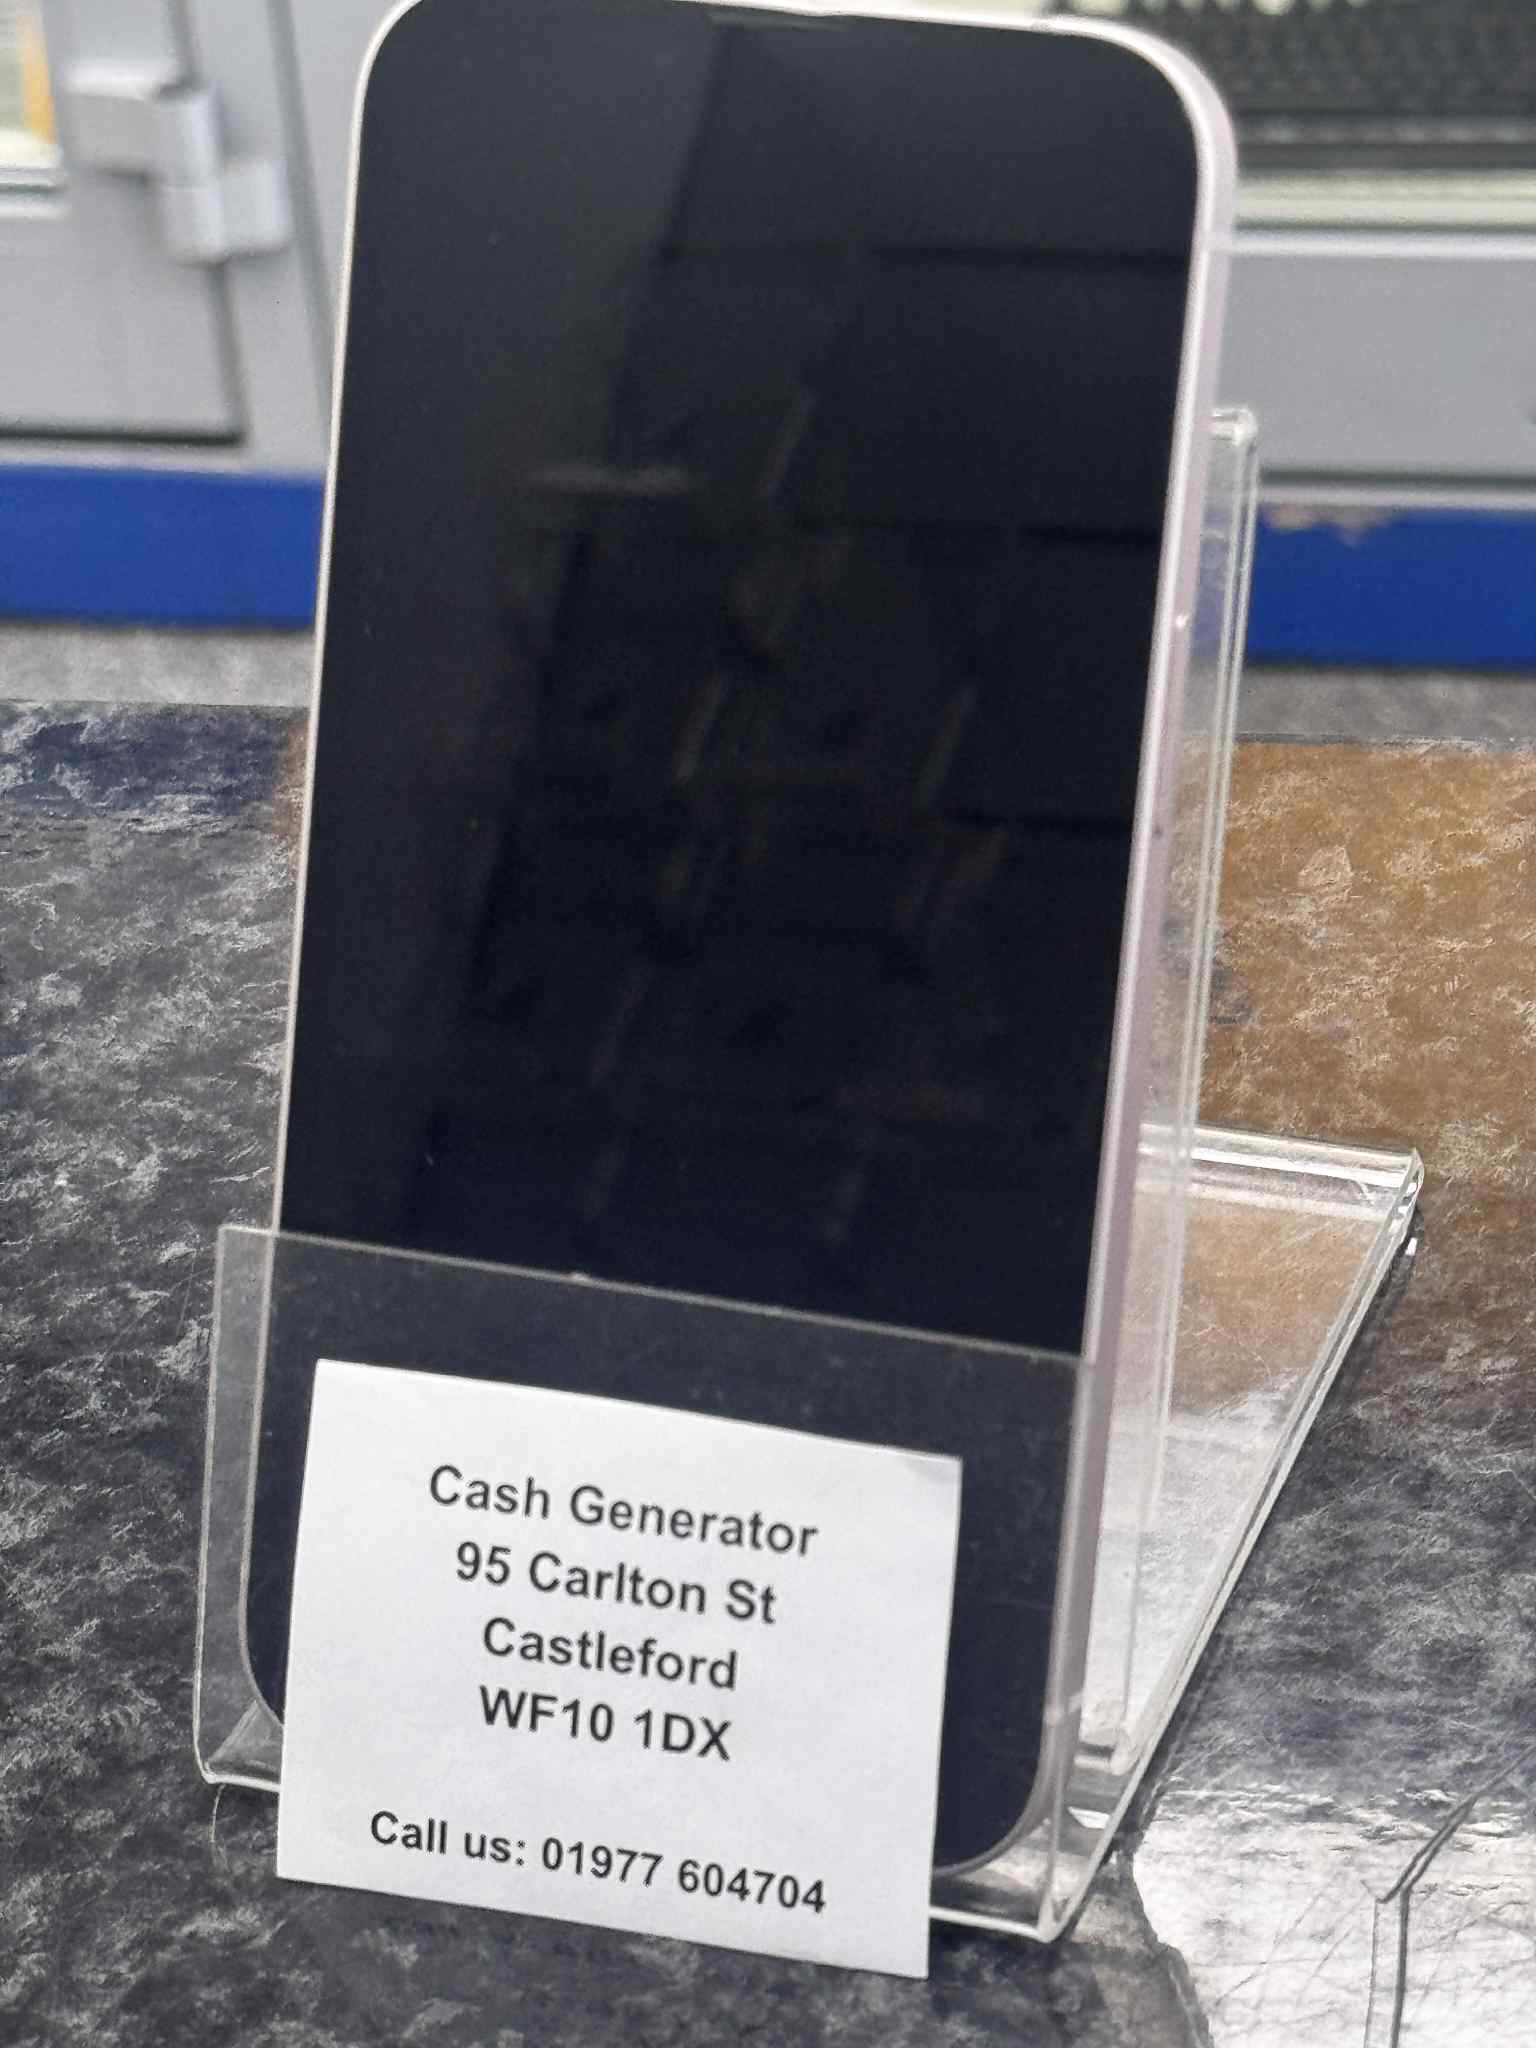 Cash Generator
95 Carlton St
Castleford
WF10 1DX
Call us: 01977 604704